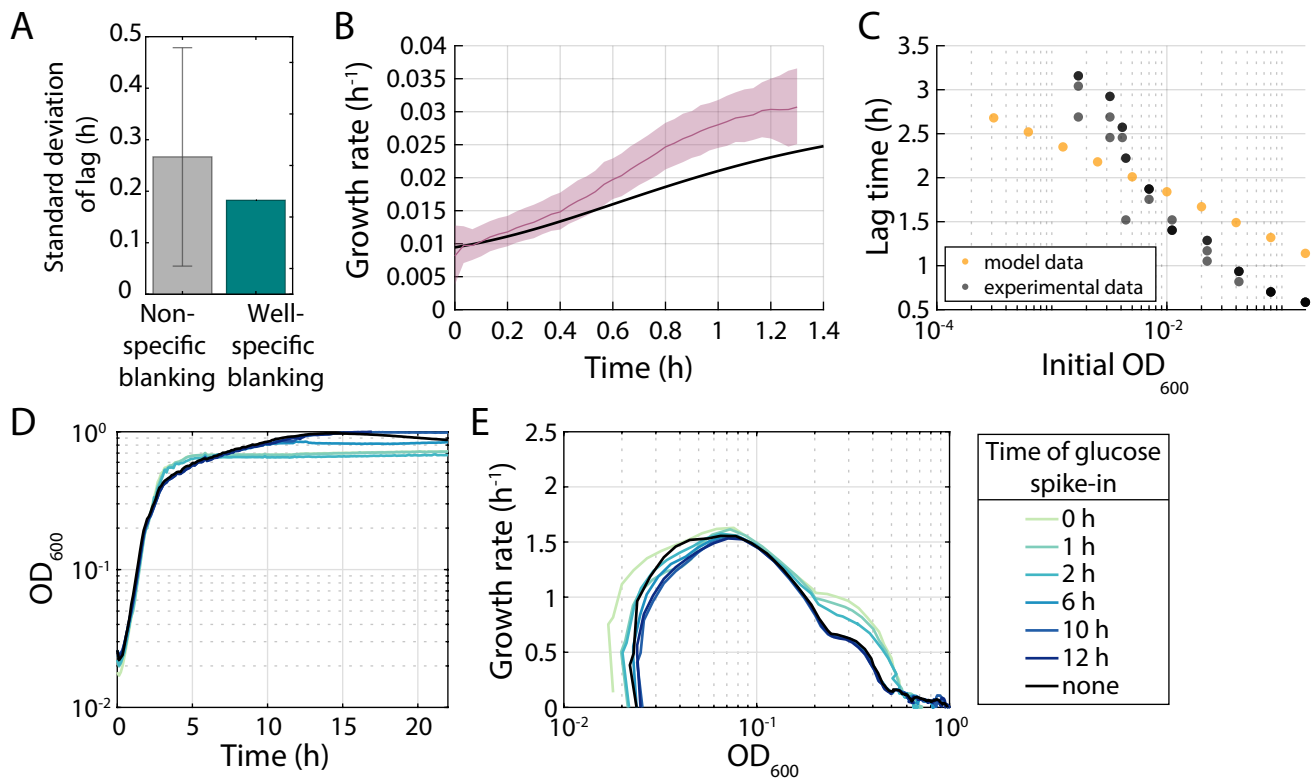 A
Standard deviation
of lag (h)
0.5
0.4
0.3
0.2
0.1
0
Non-
specific
blanking
Well-
specific
blanking
B
Growth rate (h-1)
0.04
0.035
0.03
0.025
0.02
0.015
0.01
0.005
0
0.2
0.4
0.6
0.8
1
1.2
1.4
Time (h)
C
Lag time (h)
3.5
3
2.5
2
1.5
1
0.5
model data
experimental data
10-4
10-2
Initial OD600
D
OD600
100
10-1
10-2
0
5
10
15
20
Time (h)
E
Growth rate (h-1)
2.5
2
1.5
1
0.5
0
10-2
10-1
100
OD600
Time of glucose
spike-in
0 h
1 h
2 h
6 h
10 h
12 h
none